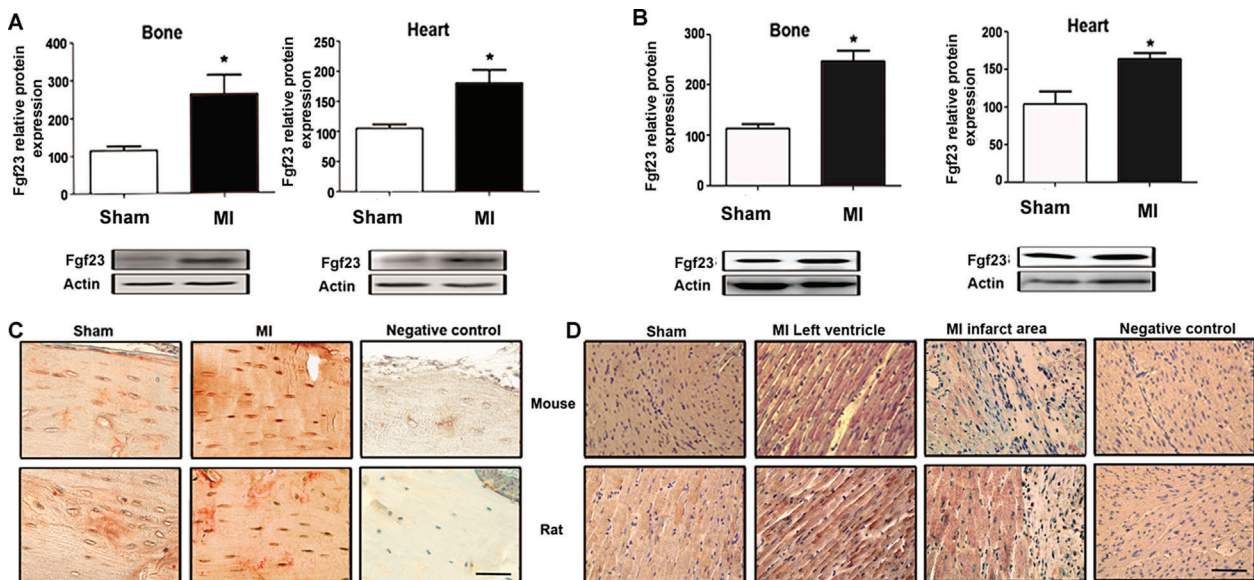 A
Bone
Fgf23 relative protein
expression
400
300
200
100
0
*
Sham
MI
Fgf23
Actin
Heart
Fgf23 relative protein
expression
250
200
150
100
50
0
*
Sham
MI
Fgf23
Actin
B
Bone
Fgf23 relative protein
expression
300
200
100
0
*
Sham
MI
Fgf23
Actin
Heart
Fgf23 relative protein
expression
200
150
100
50
0
*
Sham
MI
Fgf23
Actin
C
Sham
MI
Negative control
D
Sham
MI Left ventricle
MI infarct area
Negative control
Mouse
Rat